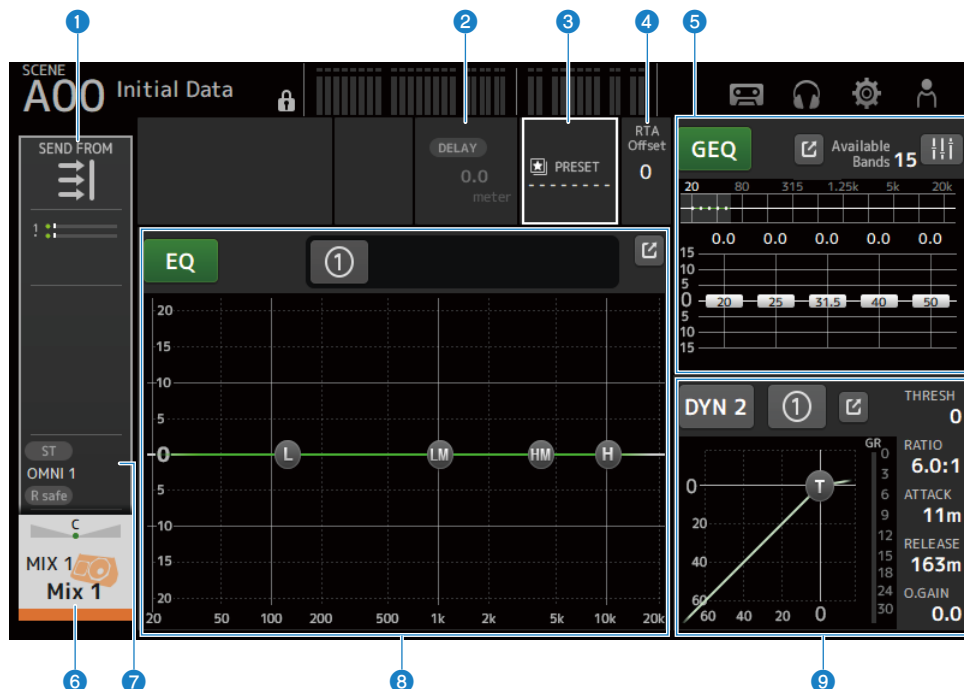 1 2 3 4 5
SCENE
A00 Initial Data
SEND FROM
1
ST
OMNI 1
R safe
C
MIX 1
Mix 1
DELAY
0.0
meter
PRESET
RTA
Offset
0
EQ 1
20
15
10
5
0
5
10
15
20
L LM HM H
20 50 100 200 500 1k 2k 5k 10k 20k
GEQ Available Bands 15
20 80 315 1.25k 5k 20k
0.0 0.0 0.0 0.0 0.0
15
10
5
0 20 25 31.5 40 50
5
10
15
DYN 2 1
THRESH
0
GR
0
3
6
9
12
15
18
24
30
0
20
40
60
T
60 40 20 0
RATIO
6.0:1
ATTACK
11m
RELEASE
163m
O.GAIN
0.0
6 7 8 9